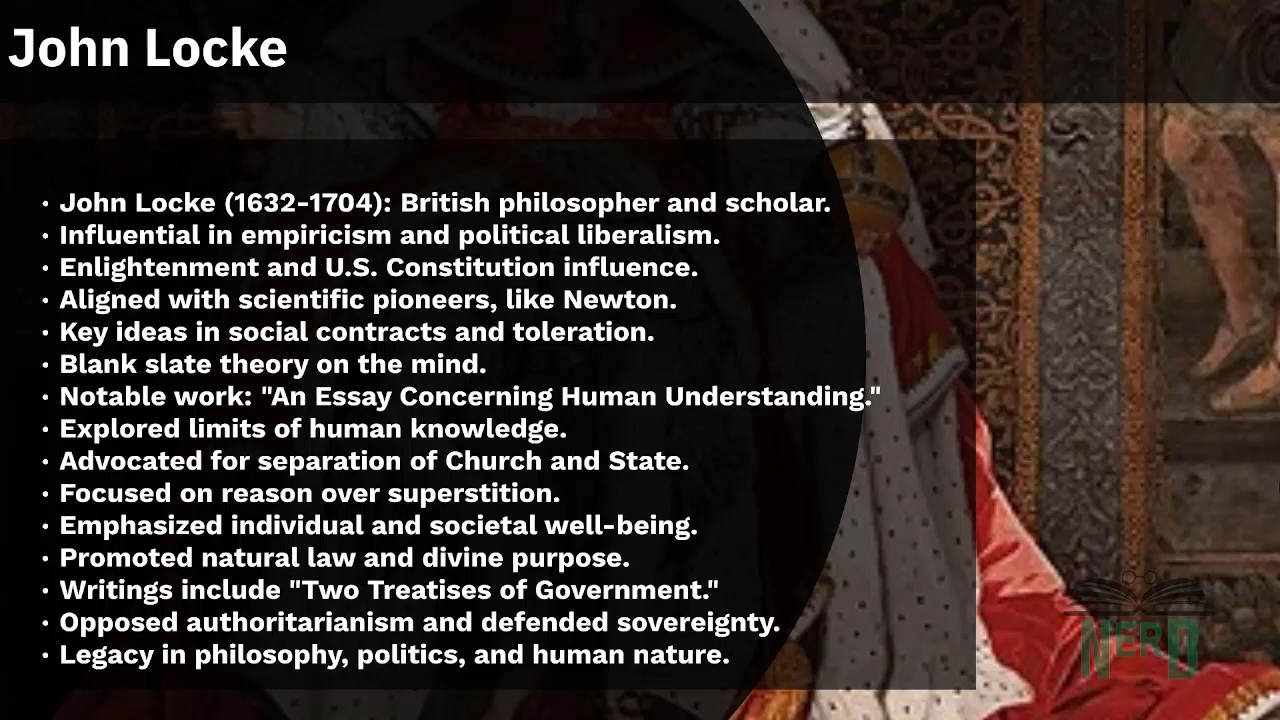 John Locke
· John Locke (1632-1704): British philosopher and scholar.
· Influential in empiricism and political liberalism.
· Enlightenment and U.S. Constitution influence.
· Aligned with scientific pioneers, like Newton.
· Key ideas in social contracts and toleration.
· Blank slate theory on the mind.
· Notable work: "An Essay Concerning Human Understanding."
· Explored limits of human knowledge.
· Advocated for separation of Church and State.
· Focused on reason over superstition.
· Emphasized individual and societal well-being.
· Promoted natural law and divine purpose.
· Writings include "Two Treatises of Government."
· Opposed authoritarianism and defended sovereignty.
· Legacy in philosophy, politics, and human nature.
NERD